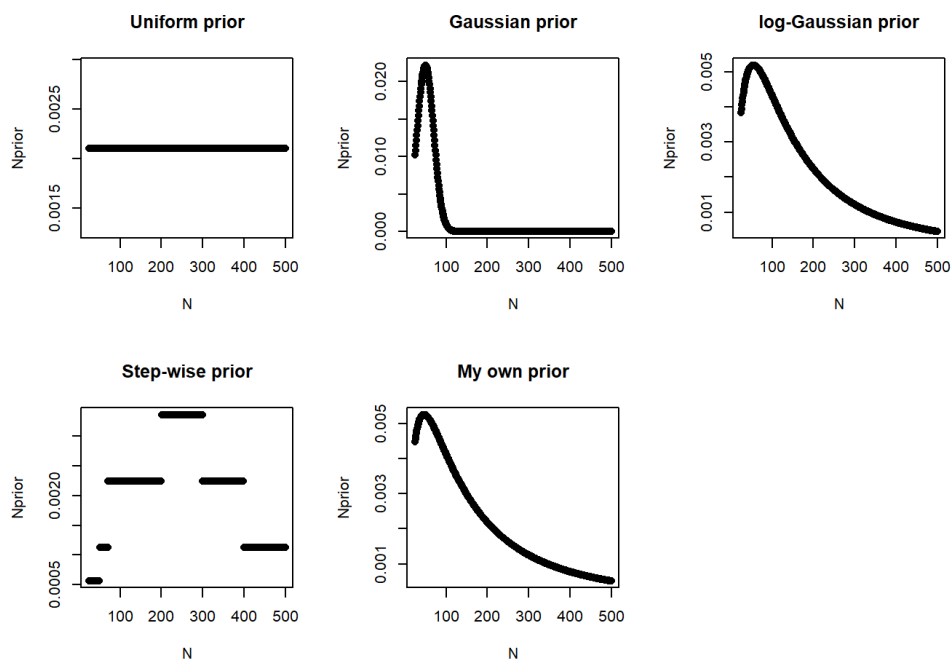 Uniform prior
Nprior
0.0015
0.0025
100 200 300 400 500
N
Gaussian prior
Nprior
0.000
0.010
0.020
100 200 300 400 500
N
log-Gaussian prior
Nprior
0.001
0.003
0.005
100 200 300 400 500
N
Step-wise prior
Nprior
0.0005
0.0020
100 200 300 400 500
N
My own prior
Nprior
0.001
0.003
0.005
100 200 300 400 500
N